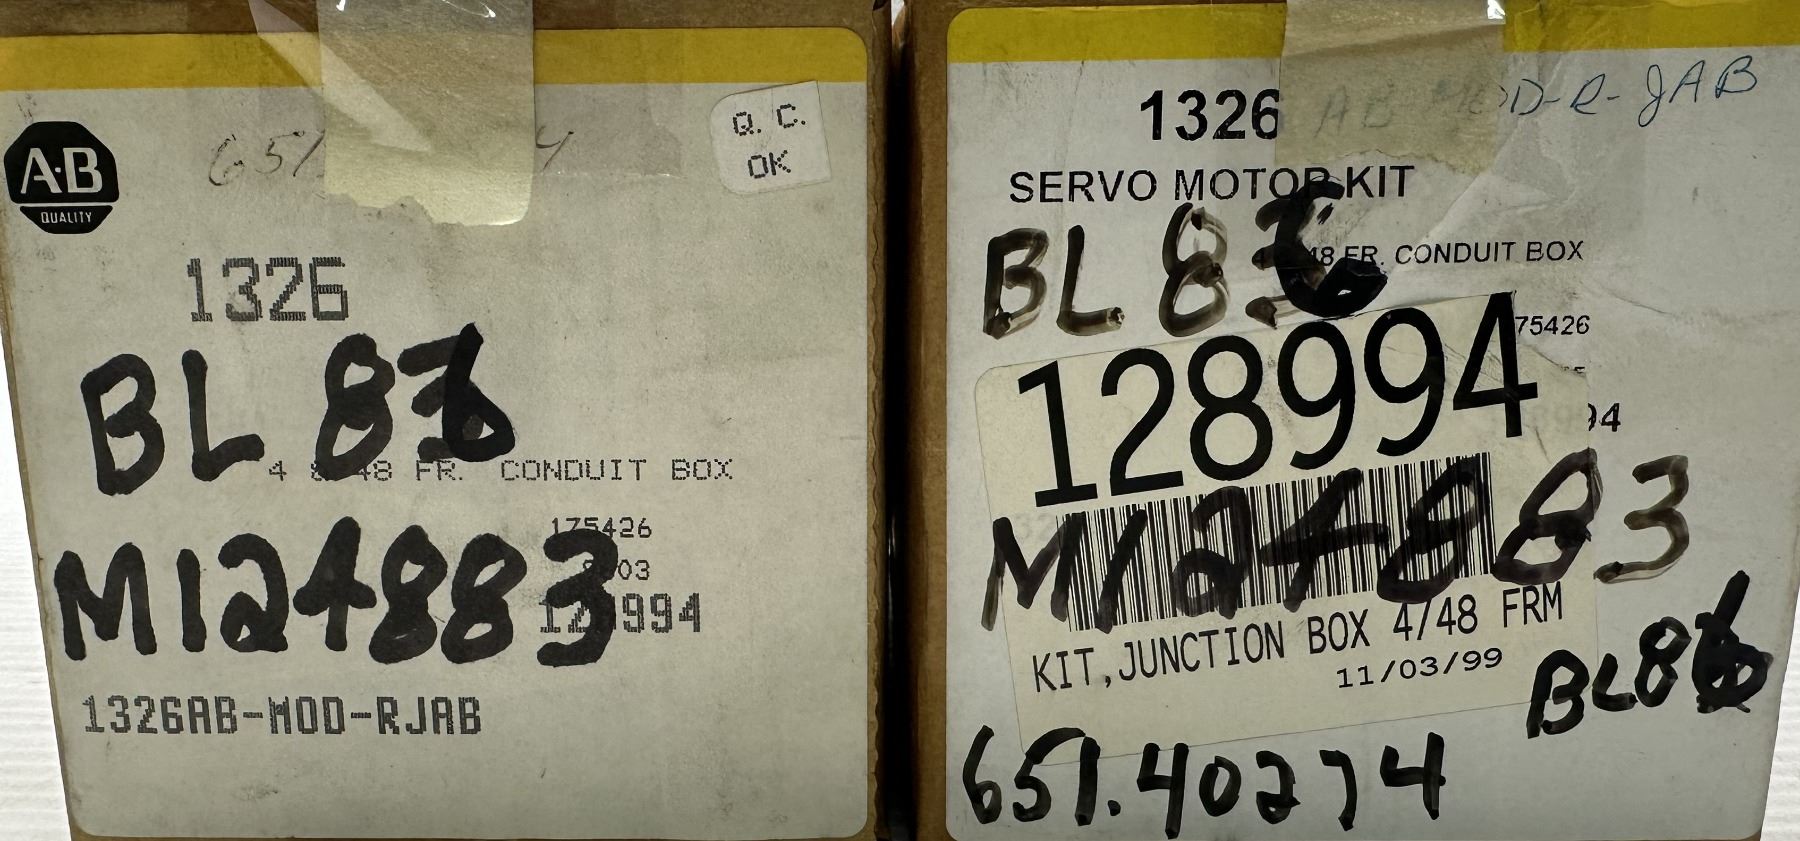 Q. C.
OK
A·B
QUALITY
1326
BL 86
4 & 48 FR. CONDUIT BOX
175426
M124883
128994
1326AB-MOD-RJAB
1326 AB MOD-R-JAB
SERVO MOTOR KIT
BL 86
48 FR. CONDUIT BOX
75426
128994
94
M124883
KIT,JUNCTION BOX 4/48 FRM
11/03/99
BL86
651.40274